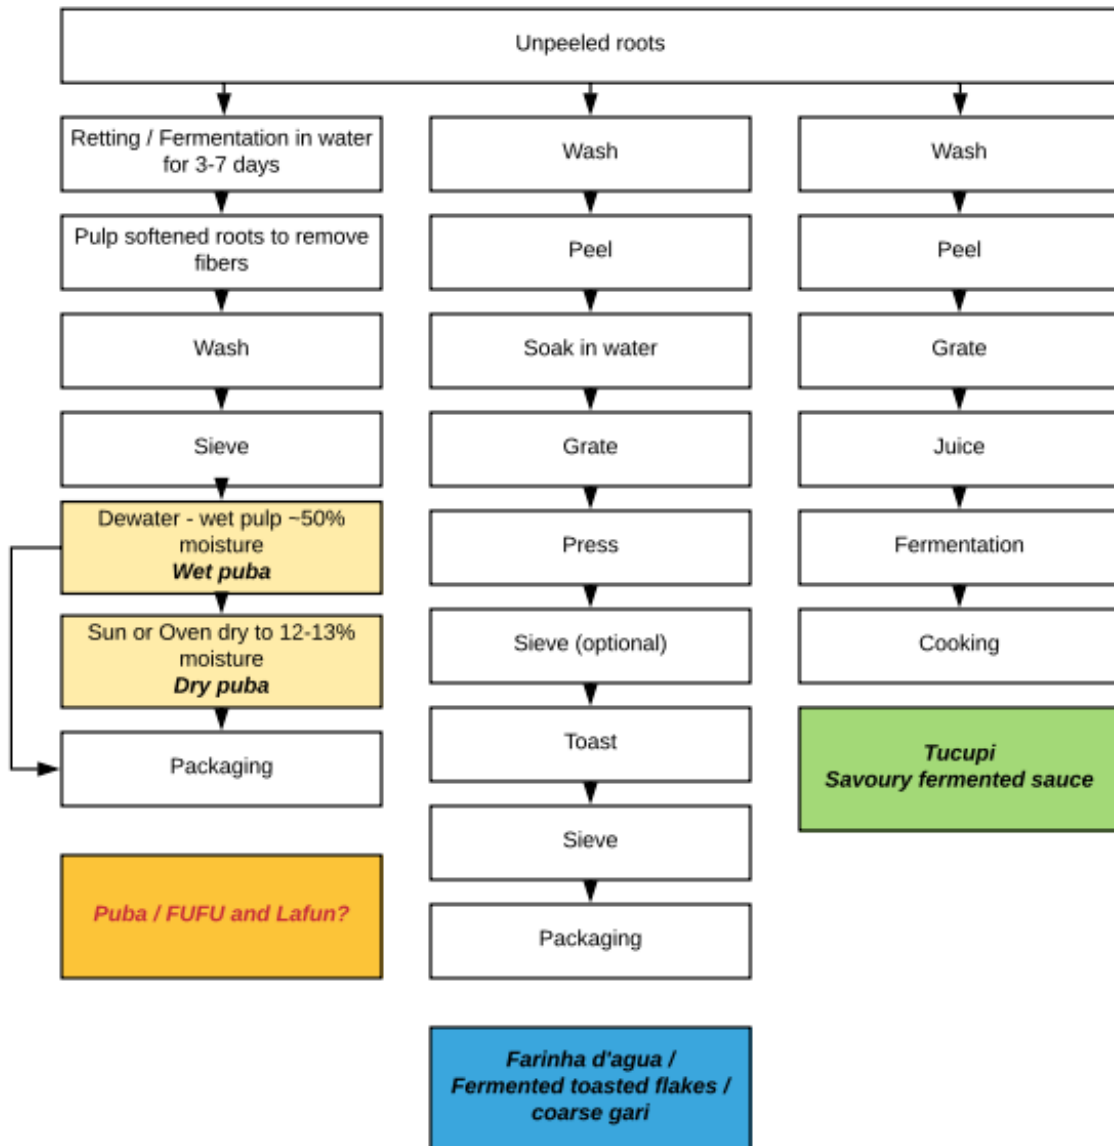 Unpeeled roots
Retting / Fermentation in water
for 3-7 days
Pulp softened roots to remove
fibers
Wash
Sieve
Dewater - wet pulp ~50%
moisture
Wet puba
Sun or Oven dry to 12-13%
moisture
Dry puba
Packaging
Puba / FUFU and Lafun?
Wash
Peel
Soak in water
Grate
Press
Sieve (optional)
Toast
Sieve
Packaging
Farinha d'agua /
Fermented toasted flakes /
coarse gari
Wash
Peel
Grate
Juice
Fermentation
Cooking
Tucupi
Savoury fermented sauce